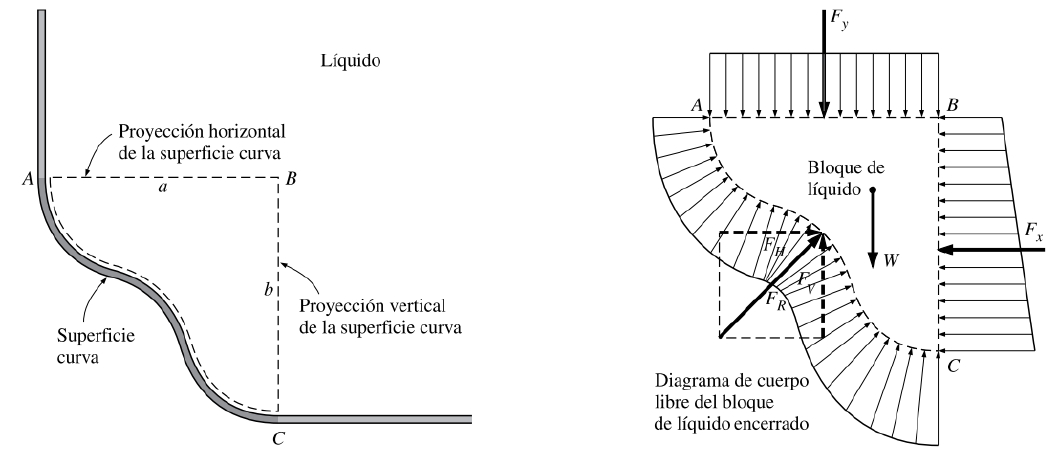 Líquido
Proyección horizontal
de la superficie curva
A
a
B
b
Proyección vertical
de la superficie curva
Superficie
curva
C
F_y
A
B
Bloque de
líquido
F_x
F_H
W
F_V
F_R
C
Diagrama de cuerpo
libre del bloque
de líquido encerrado